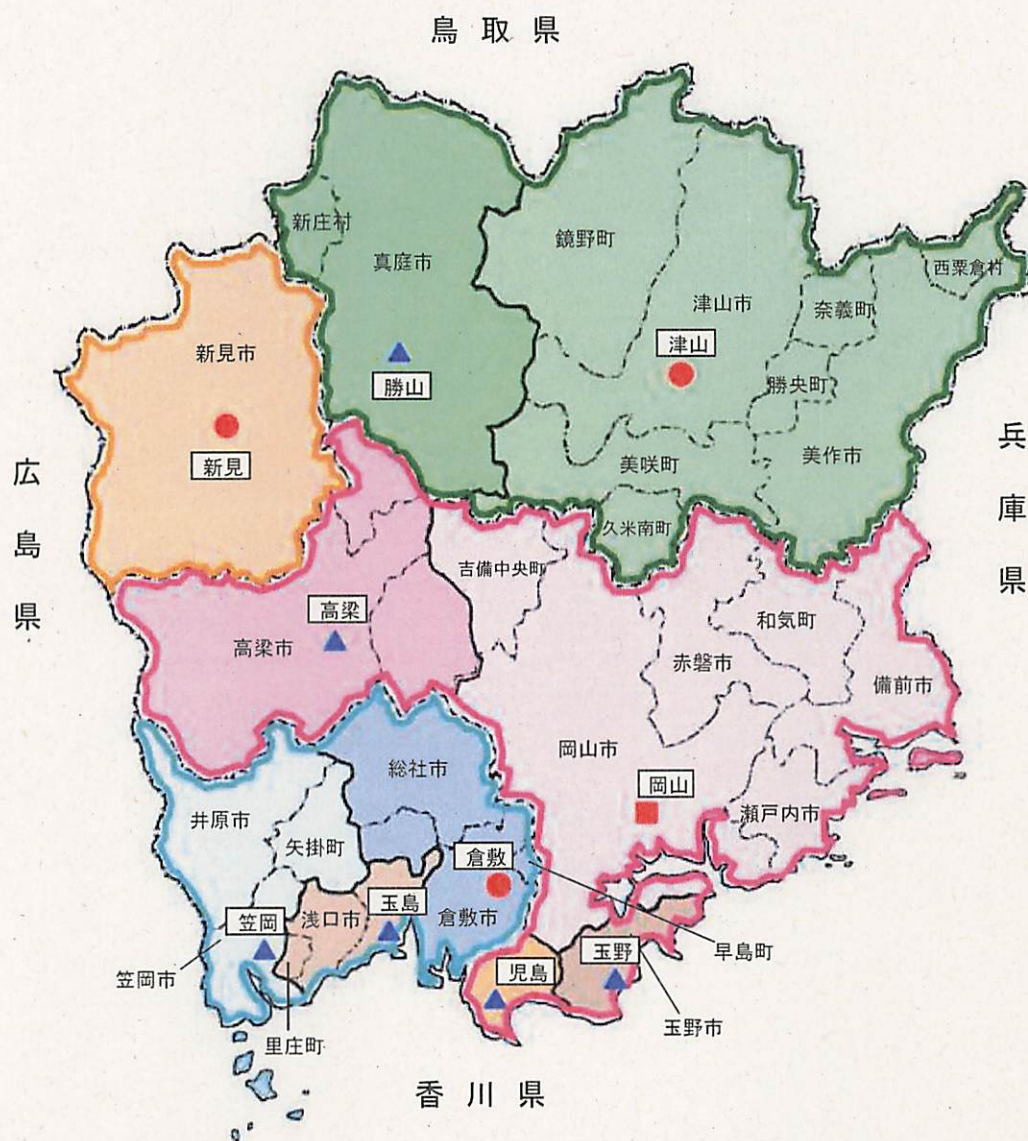 鳥取県
新庄村
真庭市
鏡野町
津山市
奈義町
西粟倉村
新見市
勝山
津山
勝央町
新見
美咲町
美作市
広島県
兵庫県
久米南町
吉備中央町
高梁
高梁市
和気町
赤磐市
備前市
総社市
岡山市
岡山
瀬戸内市
井原市
矢掛町
倉敷
笠岡
浅口市
玉島
倉敷市
早島町
笠岡市
児島
玉野
玉野市
里庄町
香川県